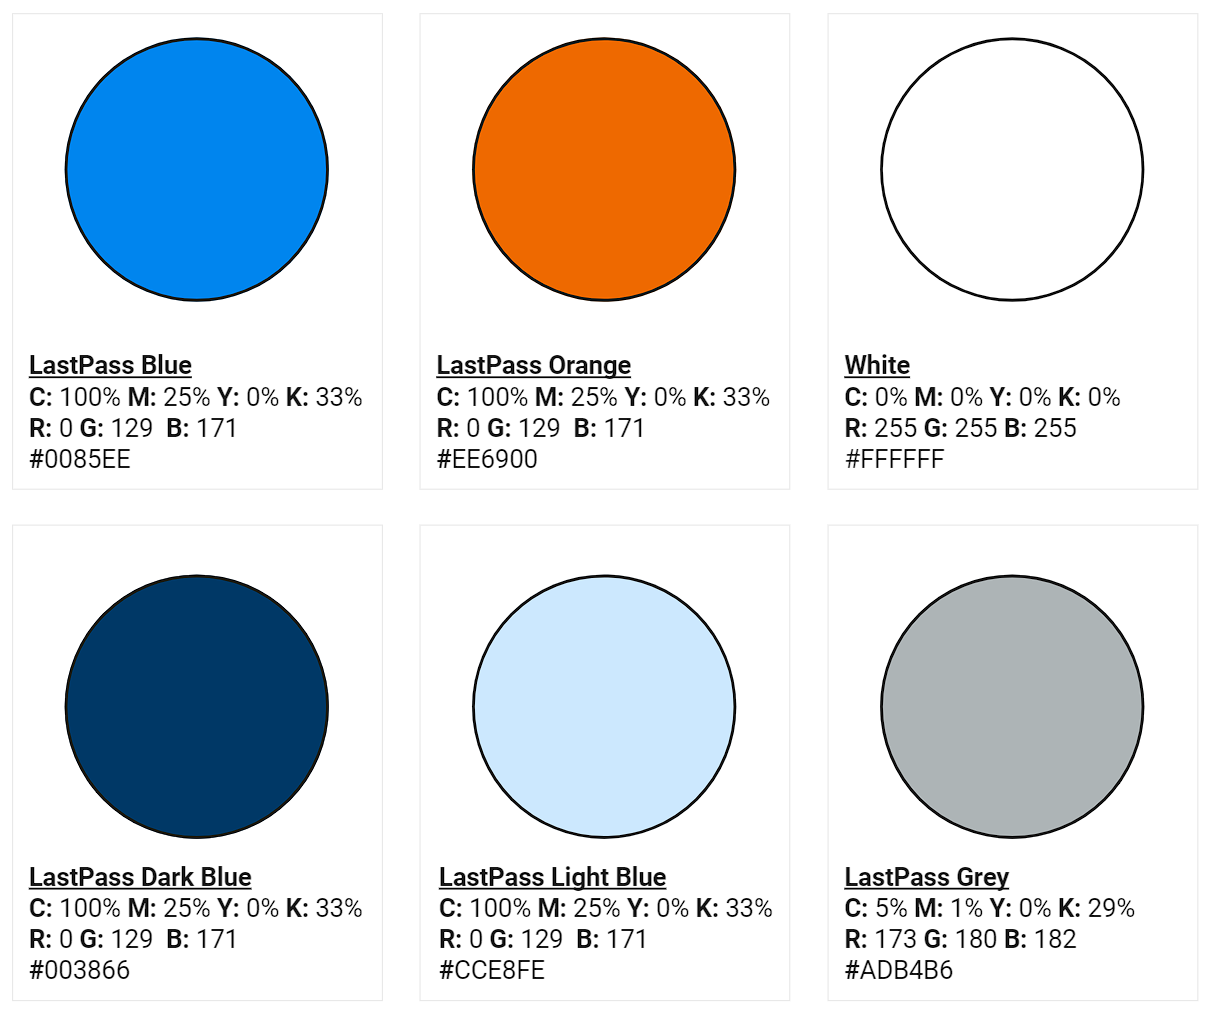 LastPass Blue
C: 100% M: 25% Y: 0% K: 33%
R: 0 G: 129 B: 171
#0085EE
LastPass Orange
C: 100% M: 25% Y: 0% K: 33%
R: 0 G: 129 B: 171
#EE6900
White
C: 0% M: 0% Y: 0% K: 0%
R: 255 G: 255 B: 255
#FFFFFF
LastPass Dark Blue
C: 100% M: 25% Y: 0% K: 33%
R: 0 G: 129 B: 171
#003866
LastPass Light Blue
C: 100% M: 25% Y: 0% K: 33%
R: 0 G: 129 B: 171
#CCE8FE
LastPass Grey
C: 5% M: 1% Y: 0% K: 29%
R: 173 G: 180 B: 182
#ADB4B6